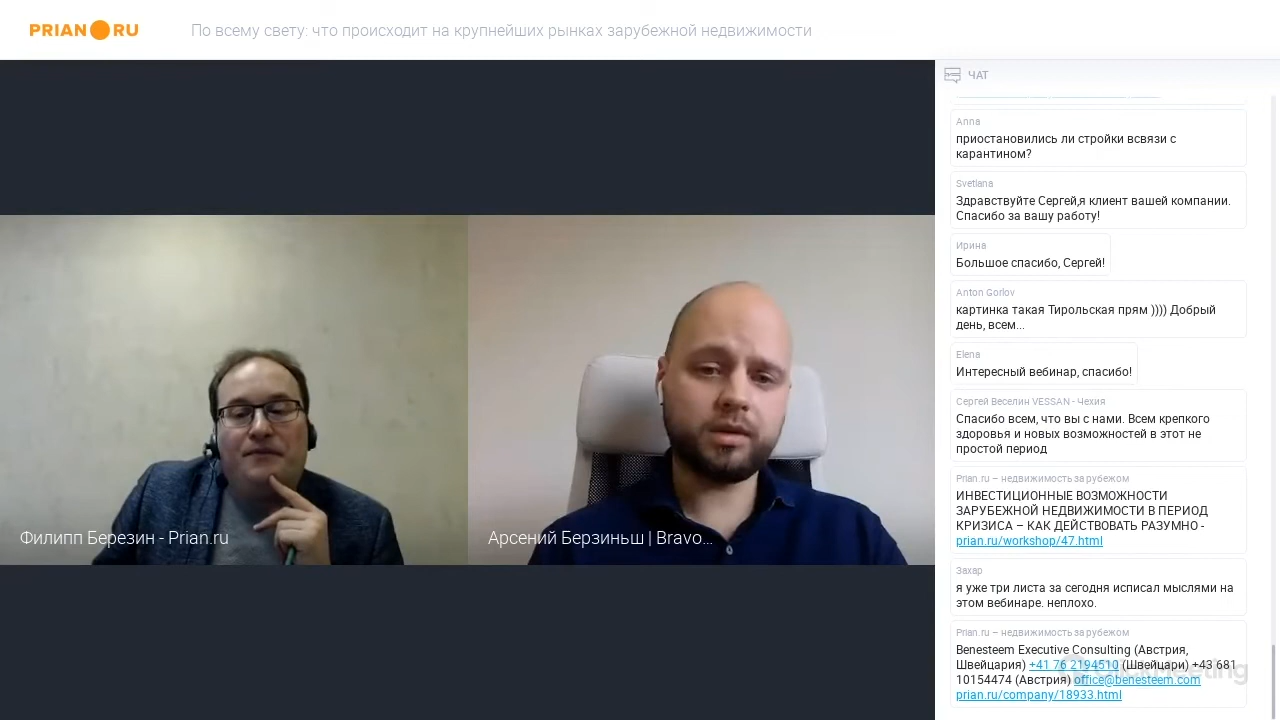 PRIAN RU
По всему свету: что происходит на крупнейших рынках зарубежной недвижимости
Филипп Березин - Prian.ru
Арсений Берзиньш | Bravo...
ЧАТ
Anna
приостановились ли стройки всвязи с
карантином?
Svetlana
Здравствуйте Сергей,я клиент вашей компании.
Спасибо за вашу работу!
Ирина
Большое спасибо, Сергей!
Anton Gorlov
картинка такая Тирольская прям )))) Добрый
день, всем...
Elena
Интересный вебинар, спасибо!
Сергей Веселин VESSAN - Чехия
Спасибо всем, что вы с нами. Всем крепкого
здоровья и новых возможностей в этот не
простой период
Prian.ru – недвижимость за рубежом
ИНВЕСТИЦИОННЫЕ ВОЗМОЖНОСТИ
ЗАРУБЕЖНОЙ НЕДВИЖИМОСТИ В ПЕРИОД
КРИЗИСА – КАК ДЕЙСТВОВАТЬ РАЗУМНО -
prian.ru/workshop/47.html
Захар
я уже три листа за сегодня исписал мыслями на
этом вебинаре. неплохо.
Prian.ru – недвижимость за рубежом
Benesteem Executive Consulting (Австрия,
Швейцария) +41 76 2194510 (Швейцари) +43 681
10154474 (Австрия) office@benesteem.com
prian.ru/company/18933.html